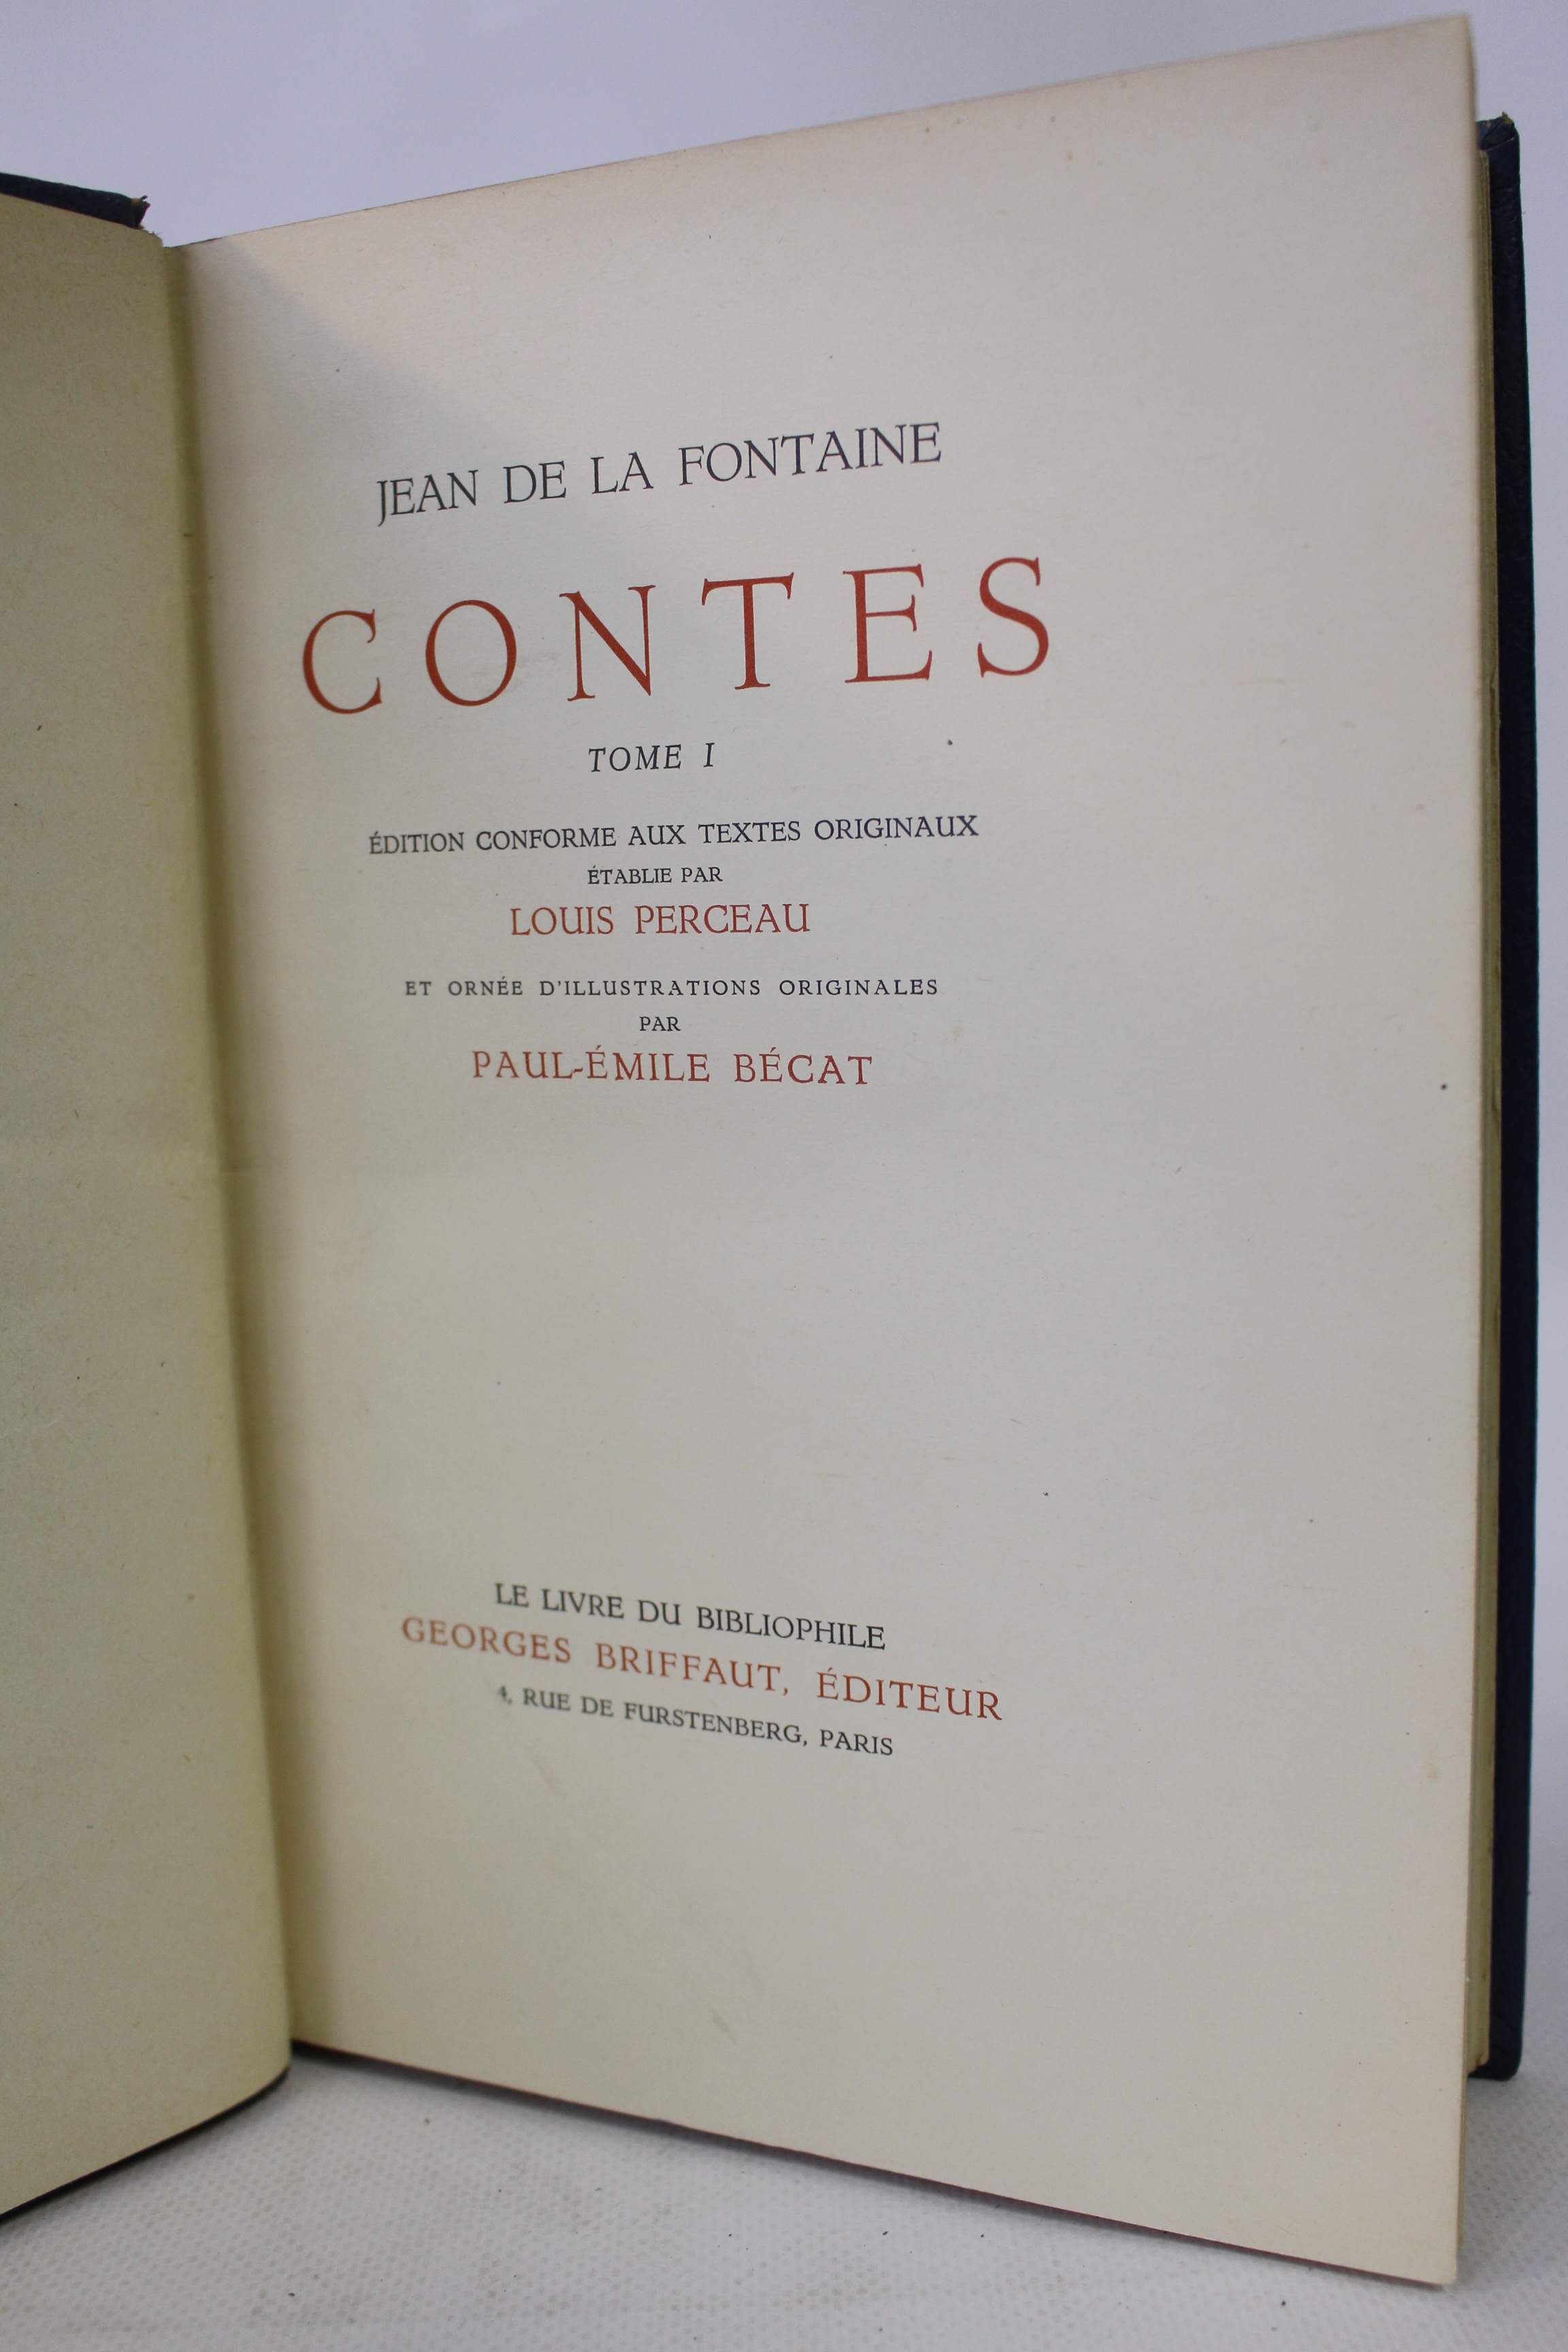 JEAN DE LA FONTAINE
CONTES
TOME I
ÉDITION CONFORME AUX TEXTES ORIGINAUX
ÉTABLIE PAR
LOUIS PERCEAU
ET ORNÉE D'ILLUSTRATIONS ORIGINALES
PAR
PAUL-ÉMILE BÉCAT
LE LIVRE DU BIBLIOPHILE
GEORGES BRIFFAUT, ÉDITEUR
4, RUE DE FURSTENBERG, PARIS